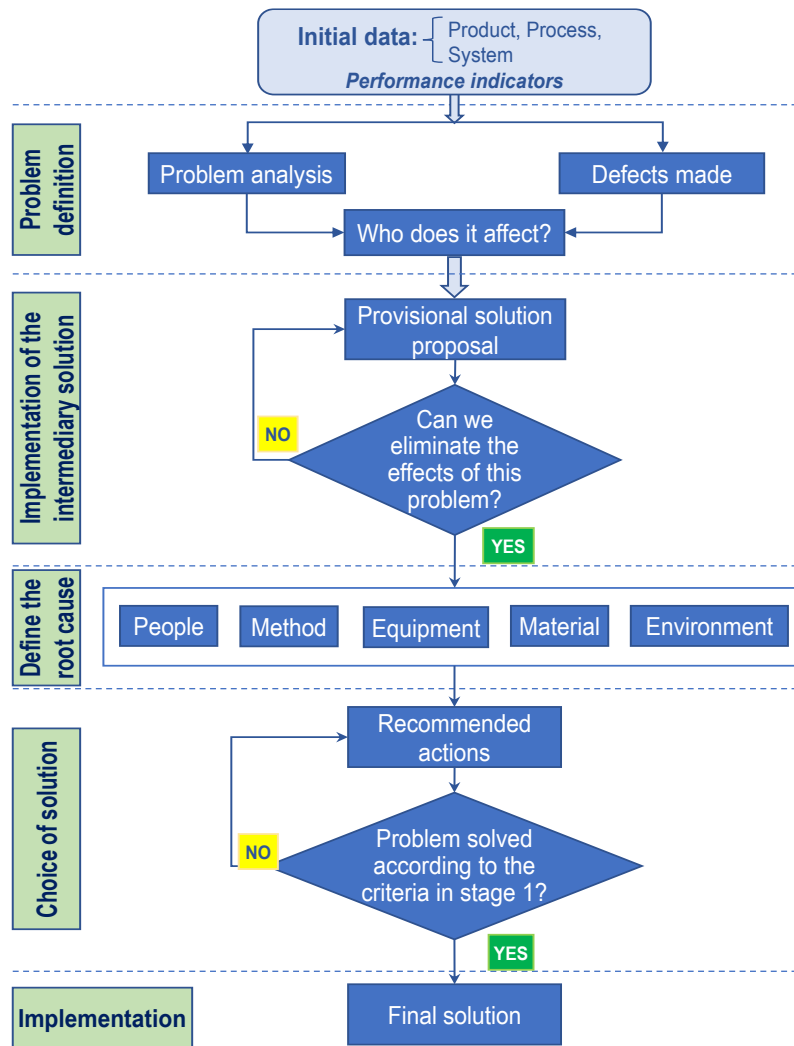 Initial data:
Product, Process,
System
Performance indicators
Problem
definition
Problem analysis
Defects made
Who does it affect?
Implementation of the
intermediary solution
Provisional solution
proposal
NO
Can we
eliminate the
effects of this
problem?
YES
Define the
root cause
People
Method
Equipment
Material
Environment
Choice of solution
Recommended
actions
NO
Problem solved
according to the
criteria in stage 1?
YES
Implementation
Final solution